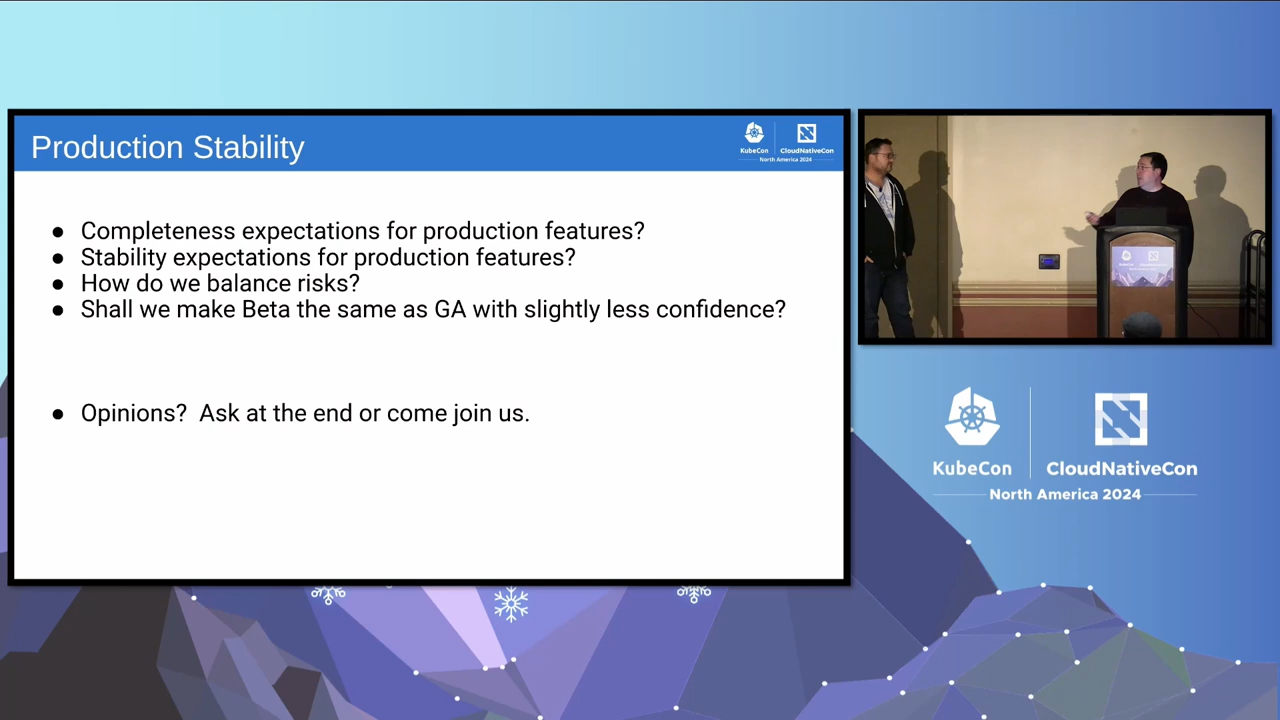 Production Stability
KubeCon
CloudNativeCon
North America 2024
● Completeness expectations for production features?
● Stability expectations for production features?
● How do we balance risks?
● Shall we make Beta the same as GA with slightly less confidence?
● Opinions?  Ask at the end or come join us.
KubeCon
CloudNativeCon
North America 2024